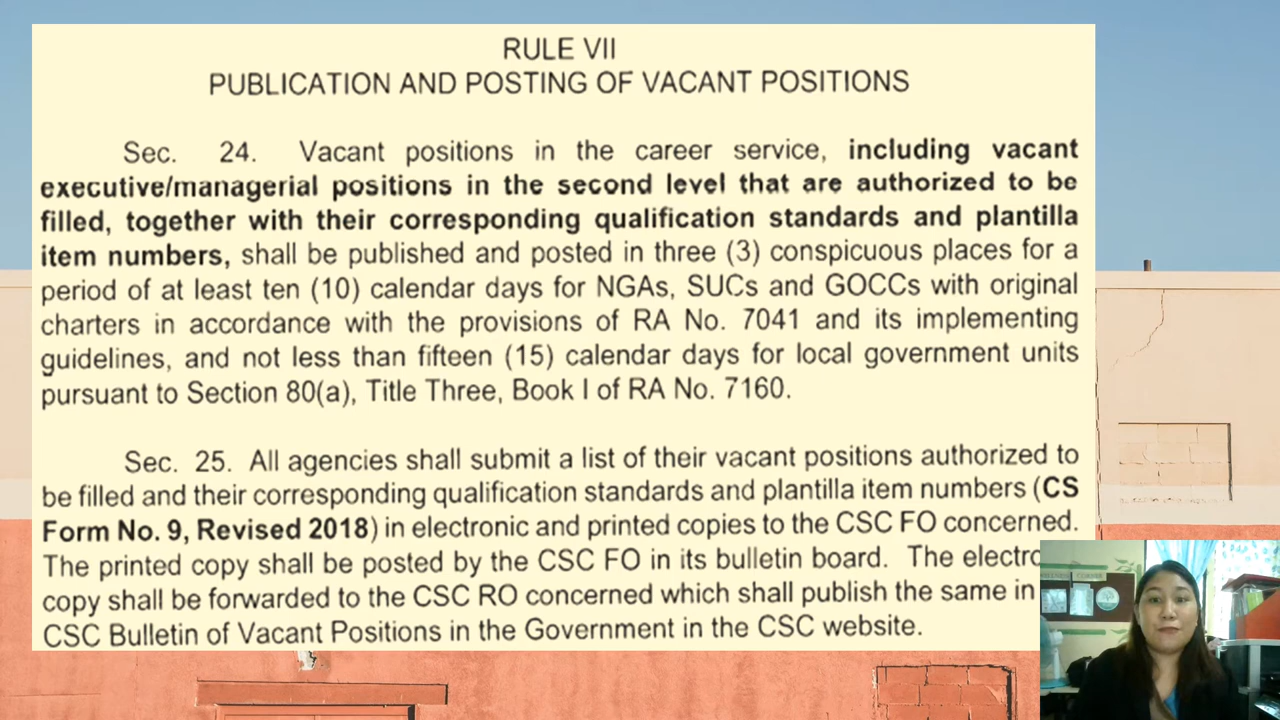 RULE VII
PUBLICATION AND POSTING OF VACANT POSITIONS
Sec. 24. Vacant positions in the career service, including vacant
executive/managerial positions in the second level that are authorized to be
filled, together with their corresponding qualification standards and plantilla
item numbers, shall be published and posted in three (3) conspicuous places for a
period of at least ten (10) calendar days for NGAs, SUCs and GOCCs with original
charters in accordance with the provisions of RA No. 7041 and its implementing
guidelines, and not less than fifteen (15) calendar days for local government units
pursuant to Section 80(a), Title Three, Book I of RA No. 7160.
Sec. 25. All agencies shall submit a list of their vacant positions authorized to
be filled and their corresponding qualification standards and plantilla item numbers (CS
Form No. 9, Revised 2018) in electronic and printed copies to the CSC FO concerned.
The printed copy shall be posted by the CSC FO in its bulletin board. The electro
copy shall be forwarded to the CSC RO concerned which shall publish the same in
CSC Bulletin of Vacant Positions in the Government in the CSC website.